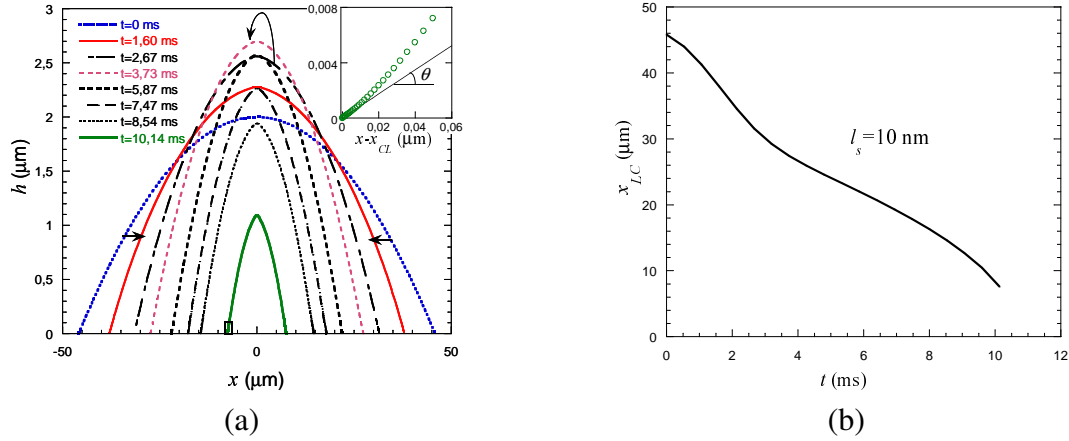 3
2,5
2
1,5
1
0,5
0
h (μm)
t=0 ms
t=1,60 ms
t=2,67 ms
t=3,73 ms
t=5,87 ms
t=7,47 ms
t=8,54 ms
t=10,14 ms
0,008
0,004
0
0
0,02
0,04
0,06
x-x_CL (μm)
θ
-50
0
50
x (μm)
(a)
50
40
30
20
10
0
x_LC (μm)
l_s=10 nm
0
2
4
6
8
10
12
t (ms)
(b)